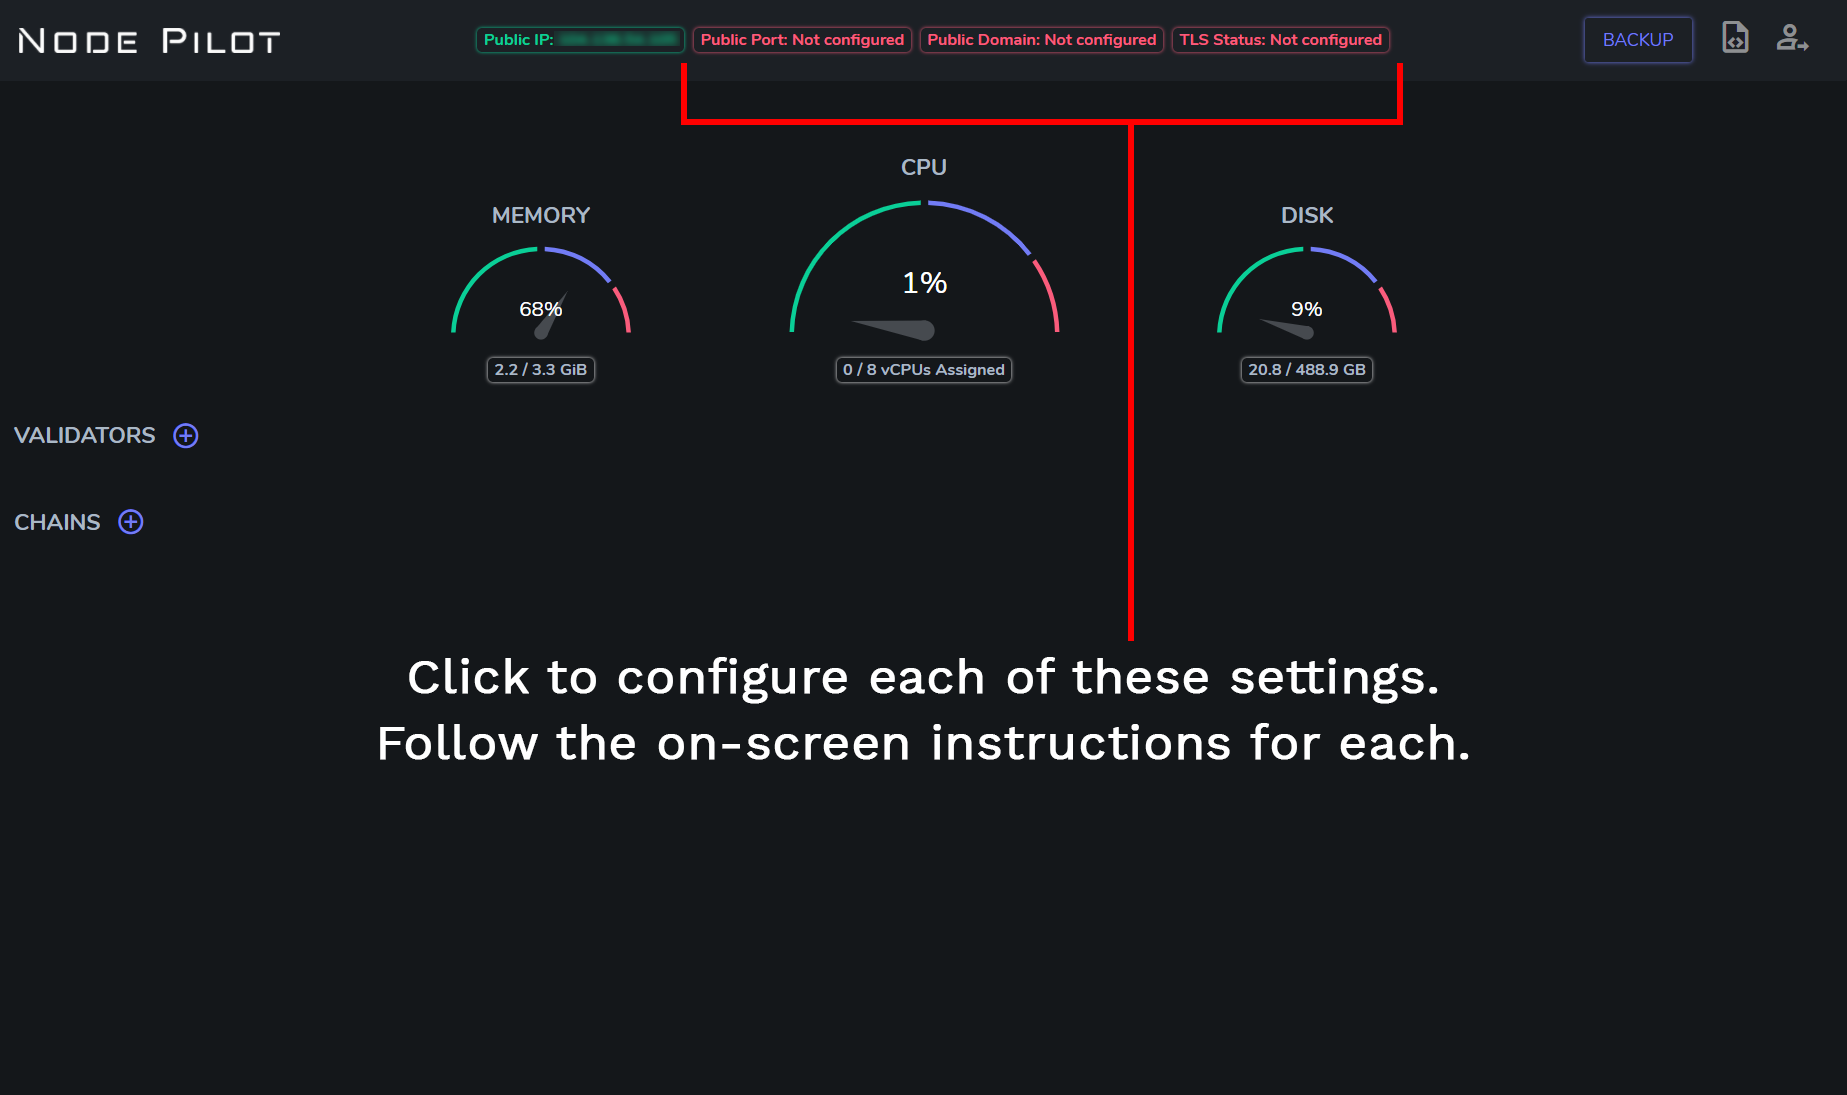 NODE PILOT
Public IP:
Public Port: Not configured
Public Domain: Not configured
TLS Status: Not configured
BACKUP
MEMORY
68%
2.2 / 3.3 GiB
CPU
1%
0 / 8 vCPUs Assigned
DISK
9%
20.8 / 488.9 GB
VALIDATORS
CHAINS
Click to configure each of these settings.
Follow the on-screen instructions for each.